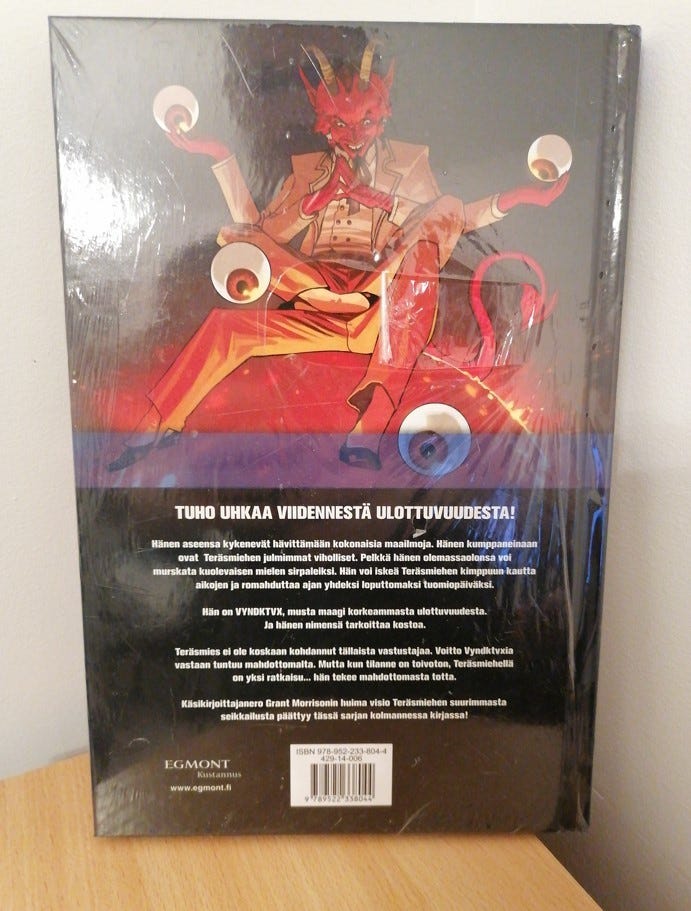 TUHO UHKAA VIIDENNESTÄ ULOTTUVUUDESTA!
Hänen aseensa kykenevät hävittämään kokonaisia maailmoja. Hänen kumppaneinaan
ovat Teräsmiehen julmimmat viholliset. Pelkkä hänen olemassaolonsa voi
murskata kuolevaisen mielen sirpaleiksi. Hän voi iskeä Teräsmiehen kimppuun kautta
aikojen ja romahduttaa ajan yhdeksi loputtomaksi tuomiopäiväksi.
Hän on VYNDKTVX, musta maagi korkeammasta ulottuvuudesta.
Ja hänen nimensä tarkoittaa kostoa.
Teräsmies ei ole koskaan kohdannut tällaista vastustajaa. Voitto Vyndktvxia
vastaan tuntuu mahdottomalta. Mutta kun tilanne on toivoton, Teräsmiehellä
on yksi ratkaisu... hän tekee mahdottomasta totta.
Käsikirjoittajanero Grant Morrisonin huima visio Teräsmiehen suurimmasta
seikkailusta päättyy tässä sarjan kolmannessa kirjassa!
EGMONT
Kustannus
www.egmont.fi
ISBN 978-952-233-804-4
429-14-006
9 789522 338044